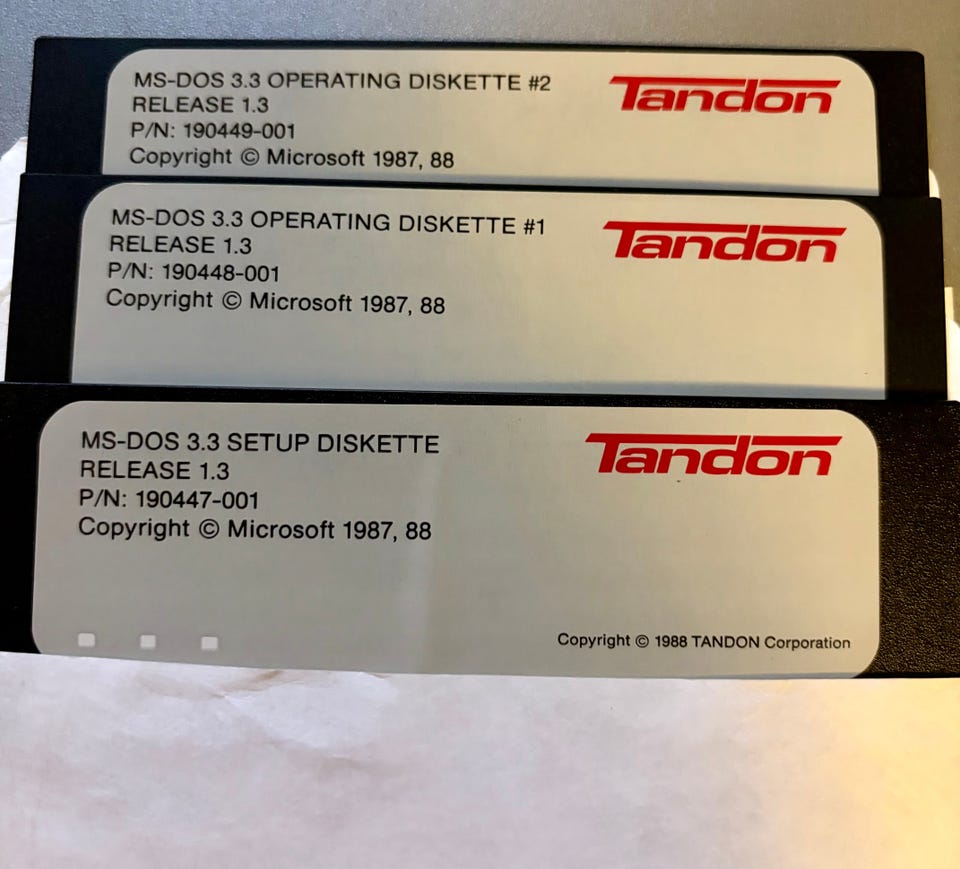 MS-DOS 3.3 OPERATING DISKETTE #2
RELEASE 1.3
P/N: 190449-001
Copyright © Microsoft 1987, 88
Tandon
MS-DOS 3.3 OPERATING DISKETTE #1
RELEASE 1.3
P/N: 190448-001
Copyright © Microsoft 1987, 88
Tandon
MS-DOS 3.3 SETUP DISKETTE
RELEASE 1.3
P/N: 190447-001
Copyright © Microsoft 1987, 88
Tandon
Copyright © 1988 TANDON Corporation